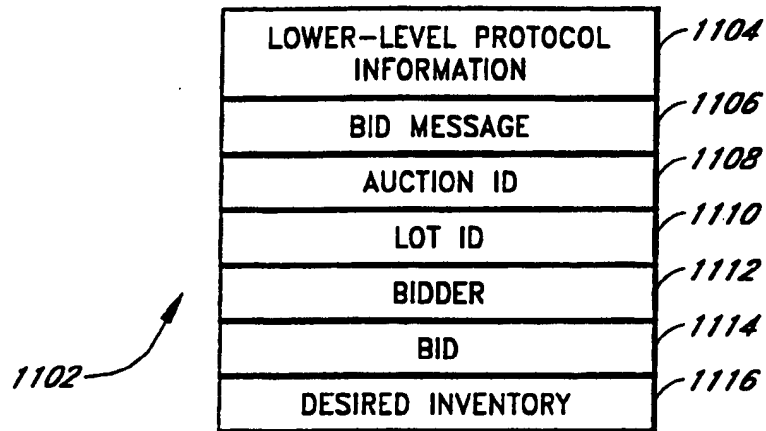 LOWER-LEVEL PROTOCOL
INFORMATION
1104
BID MESSAGE
1106
AUCTION ID
1108
LOT ID
1110
BIDDER
1112
BID
1114
DESIRED INVENTORY
1116
1102